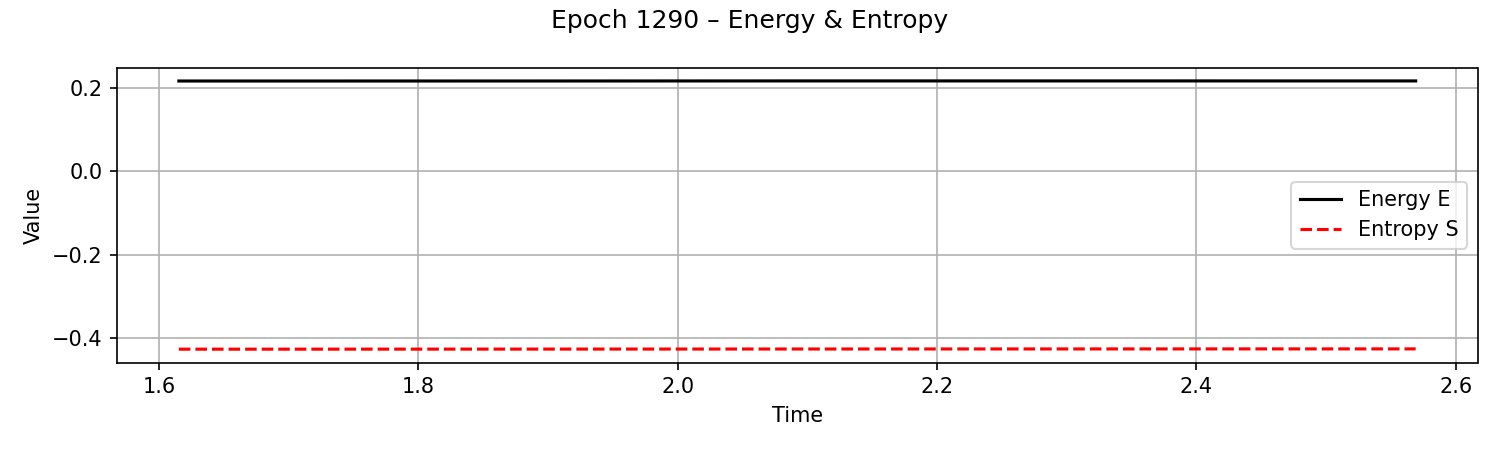 Epoch 1290 – Energy & Entropy
Value
0.2
0.0
−0.2
−0.4
Energy E
Entropy S
1.6 1.8 2.0 2.2 2.4 2.6
Time